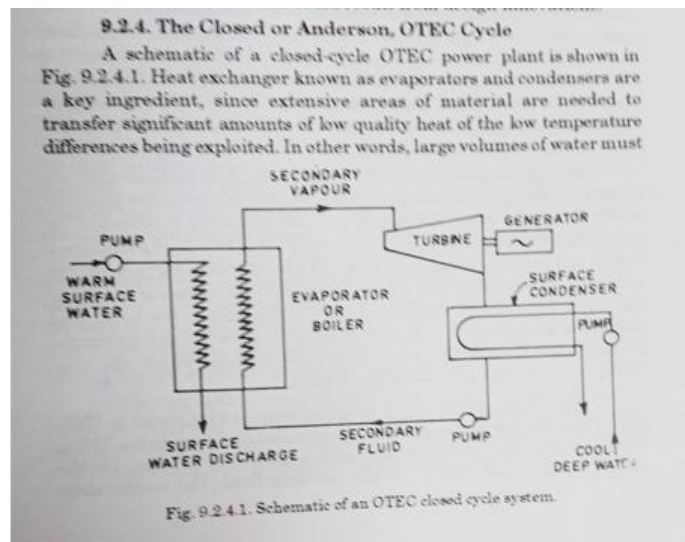 9.2.4. The Closed or Anderson, OTEC Cycle
A schematic of a closed-cycle OTEC power plant is shown in
Fig. 9.2.4.1. Heat exchanger known as evaporators and condensers are
a key ingredient, since extensive areas of material are needed to
transfer significant amounts of low quality heat of the low temperature
differences being exploited. In other words, large volumes of water must
SECONDARY
VAPOUR
GENERATOR
PUMP
TURBINE
WARM
SURFACE
WATER
EVAPORATOR
OR
BOILER
SURFACE
CONDENSER
PUMP
SURFACE
WATER DISCHARGE
SECONDARY
FLUID
PUMP
COOL
DEEP
Fig. 9.2.4.1. Schematic of an OTEC closed cycle system.